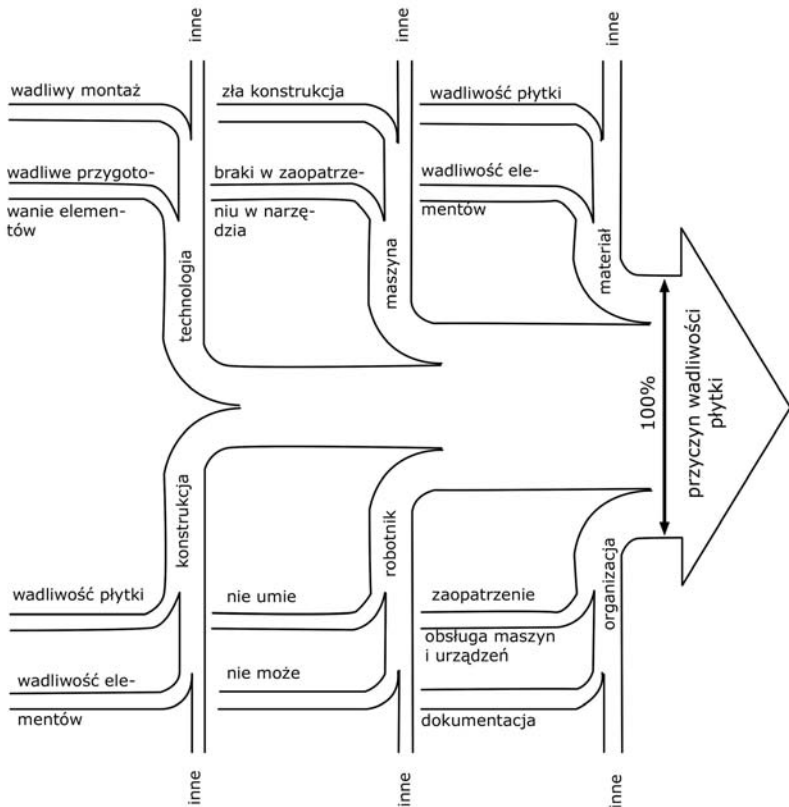 inne
inne
inne
wadliwy montaż
zła konstrukcja
wadliwość płytki
wadliwe przygoto-
wanie elemen-
tów
braki w zaopatrze-
niu w narzę-
dzia
wadliwość ele-
mentów
technologia
maszyna
materiał
100%
przyczyn wadliwości
płytki
konstrukcja
robotnik
organizacja
wadliwość płytki
nie umie
zaopatrzenie
obsługa maszyn
i urządzeń
wadliwość ele-
mentów
nie może
dokumentacja
inne
inne
inne